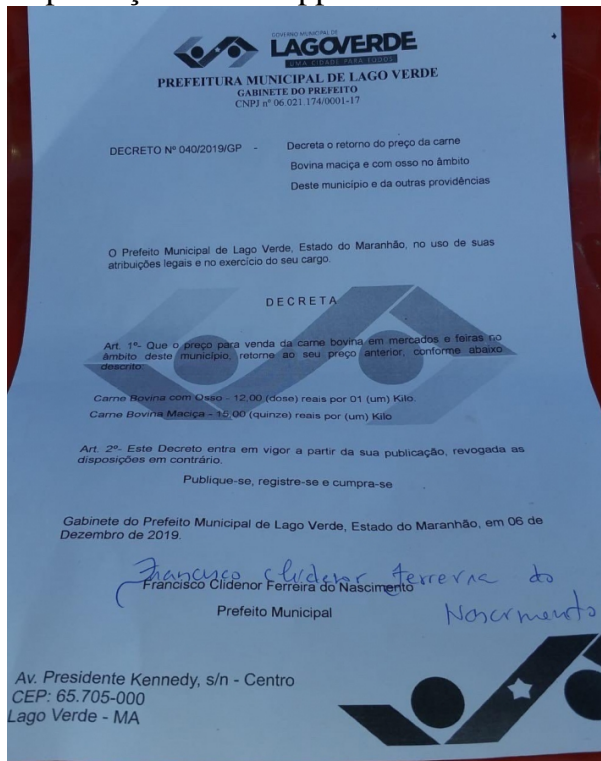 GOVERNO MUNICIPAL DE
LAGOVERDE
UMA CIDADE PARA TODOS
PREFEITURA MUNICIPAL DE LAGO VERDE
GABINETE DO PREFEITO
CNPJ nº 06.021.174/0001-17
DECRETO Nº 040/2019/GP - Decreta o retorno do preço da carne
Bovina maciça e com osso no âmbito
Deste município e da outras providências
O Prefeito Municipal de Lago Verde, Estado do Maranhão, no uso de suas
atribuições legais e no exercício do seu cargo.
DECRETA
Art. 1º- Que o preço para venda da carne bovina em mercados e feiras no
âmbito deste município, retorne ao seu preço anterior, conforme abaixo
descrito:
Carne Bovina com Osso - 12,00 (dose) reais por 01 (um) Kilo.
Carne Bovina Maciça - 15,00 (quinze) reais por (um) Kilo
Art. 2º- Este Decreto entra em vigor a partir da sua publicação, revogada as
disposições em contrário.
Publique-se, registre-se e cumpra-se
Gabinete do Prefeito Municipal de Lago Verde, Estado do Maranhão, em 06 de
Dezembro de 2019.
Francisco Clidenor Ferreira do
Nascimento
Francisco Clidenor Ferreira do Nascimento
Prefeito Municipal
Av. Presidente Kennedy, s/n - Centro
CEP: 65.705-000
Lago Verde - MA